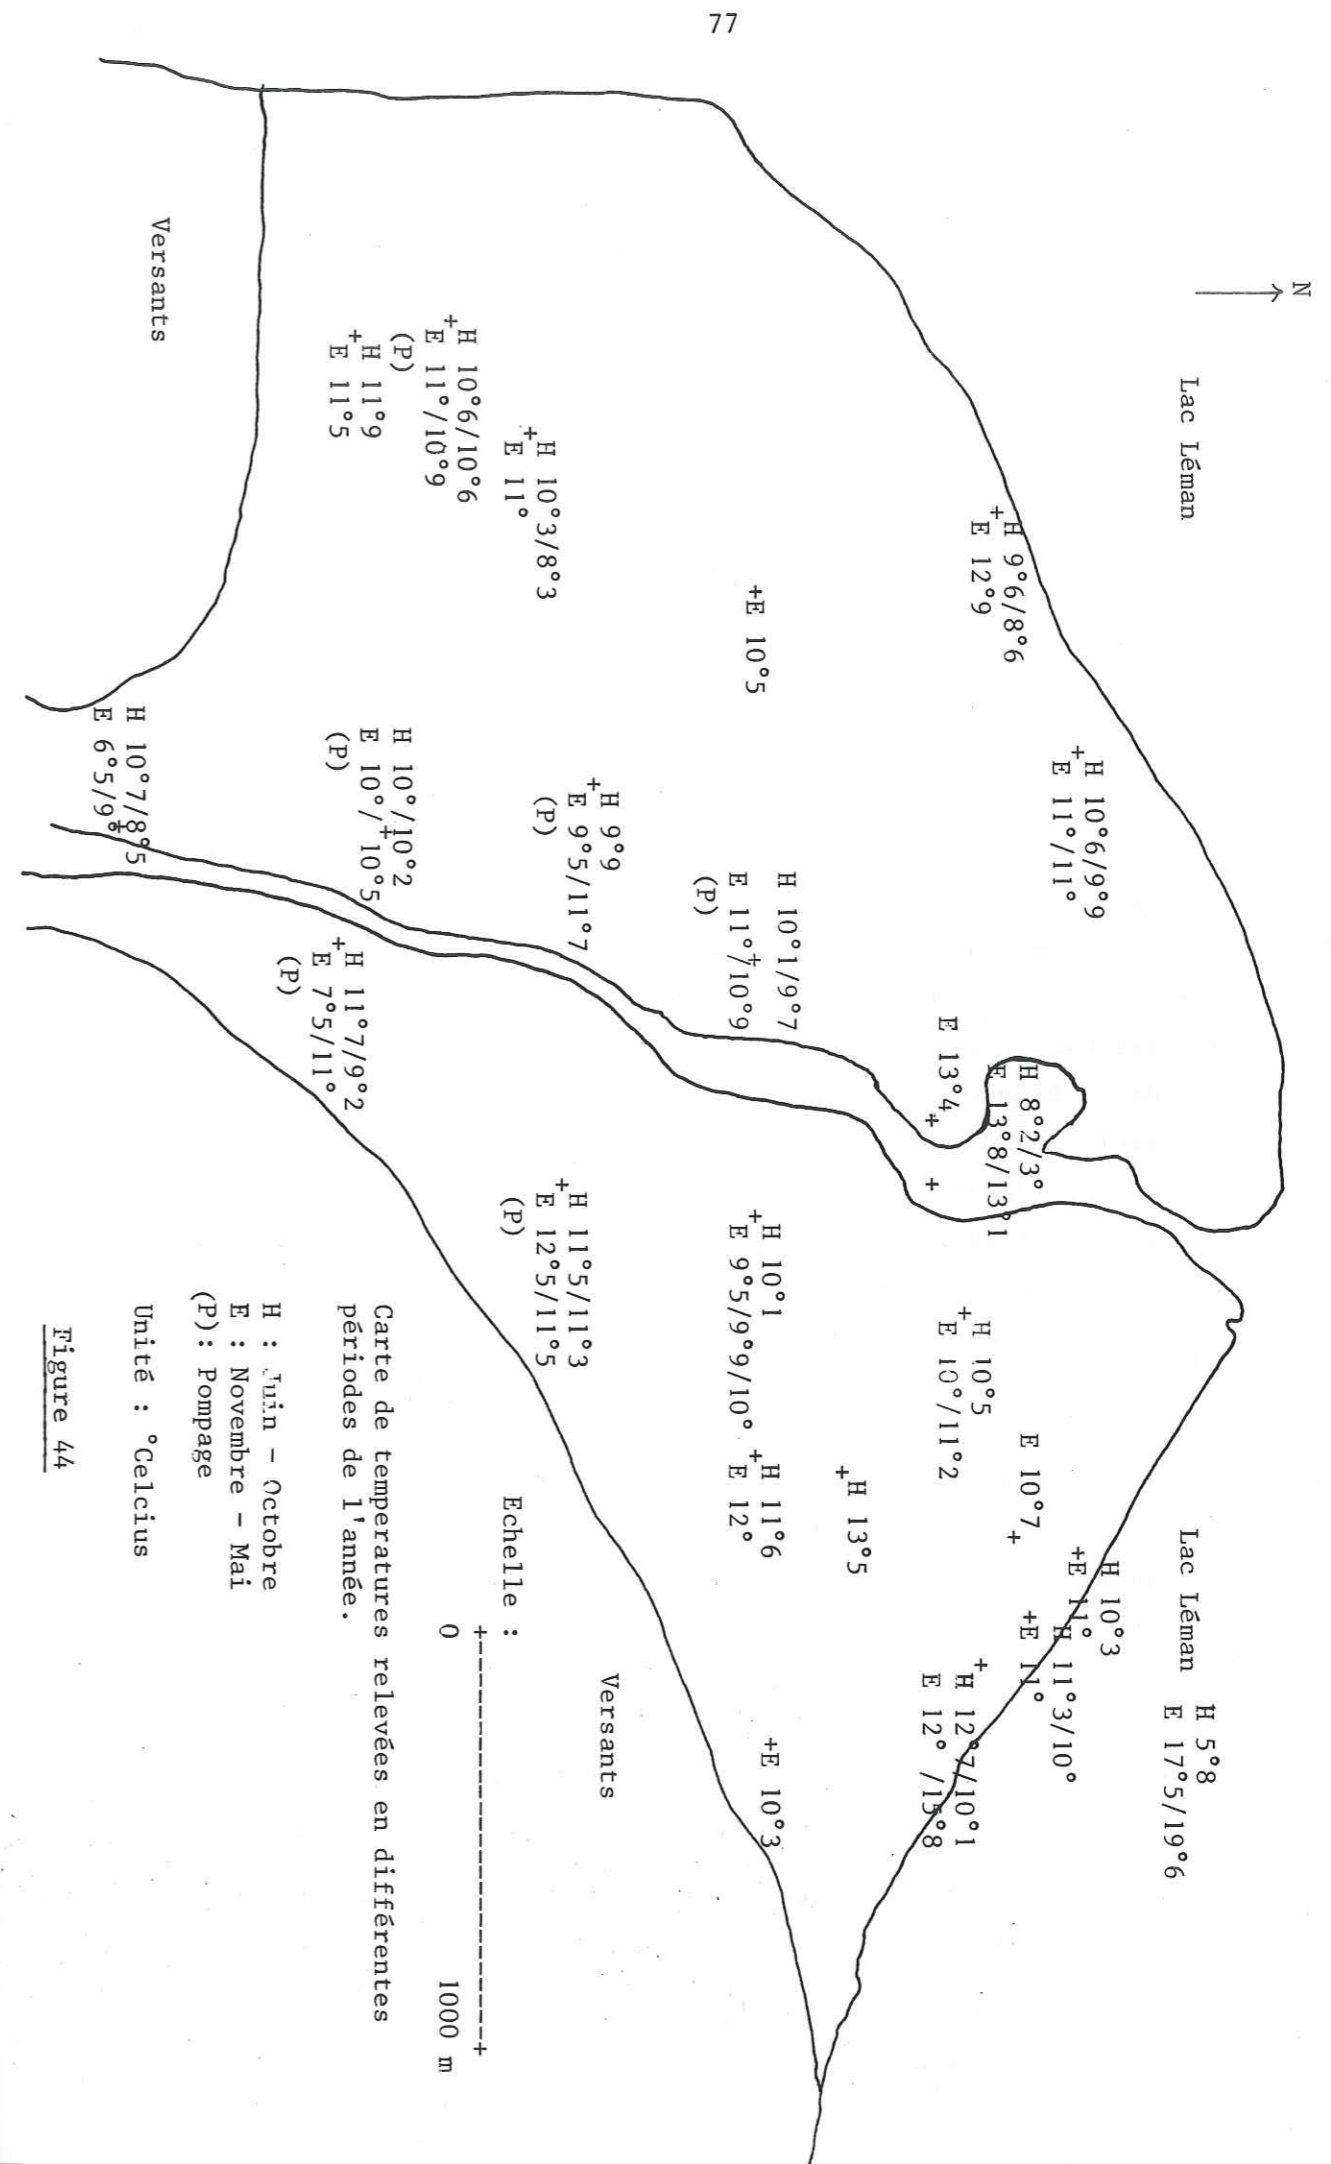 77
N
Lac Léman
Lac Léman
H 5°8
E 17°5/19°6
H 9°6/8°6
E 12°9
H 10°6/9°9
E 11°/11°
E 13°4
H 8°2/3°
E 13°8/13°1
H 10°3
E 11°
H 11°3/10°
E 11°
E 10°7
H 10°5
E 10°/11°2
H 12°7/10°1
E 12° /15°8
H 13°5
E 10°5
H 10°1/9°7
E 11°/10°9
(P)
H 10°1
E 9°5/9°9/10°
H 11°6
E 12°
E 10°3
H 10°3/8°3
E 11°
H 9°9
E 9°5/11°7
(P)
H 11°5/11°3
E 12°5/11°5
(P)
Versants
H 10°6/10°6
E 11°/10°9
(P)
H 11°9
E 11°5
H 10°/10°2
E 10°/10°5
(P)
H 11°7/9°2
E 7°5/11°
(P)
Versants
H 10°7/8°5
E 6°5/9°
Echelle :
0
1000 m
Carte de temperatures relevées en différentes
périodes de l'année.
H : Juin - Octobre
E : Novembre - Mai
(P): Pompage
Unité : °Celcius
Figure 44